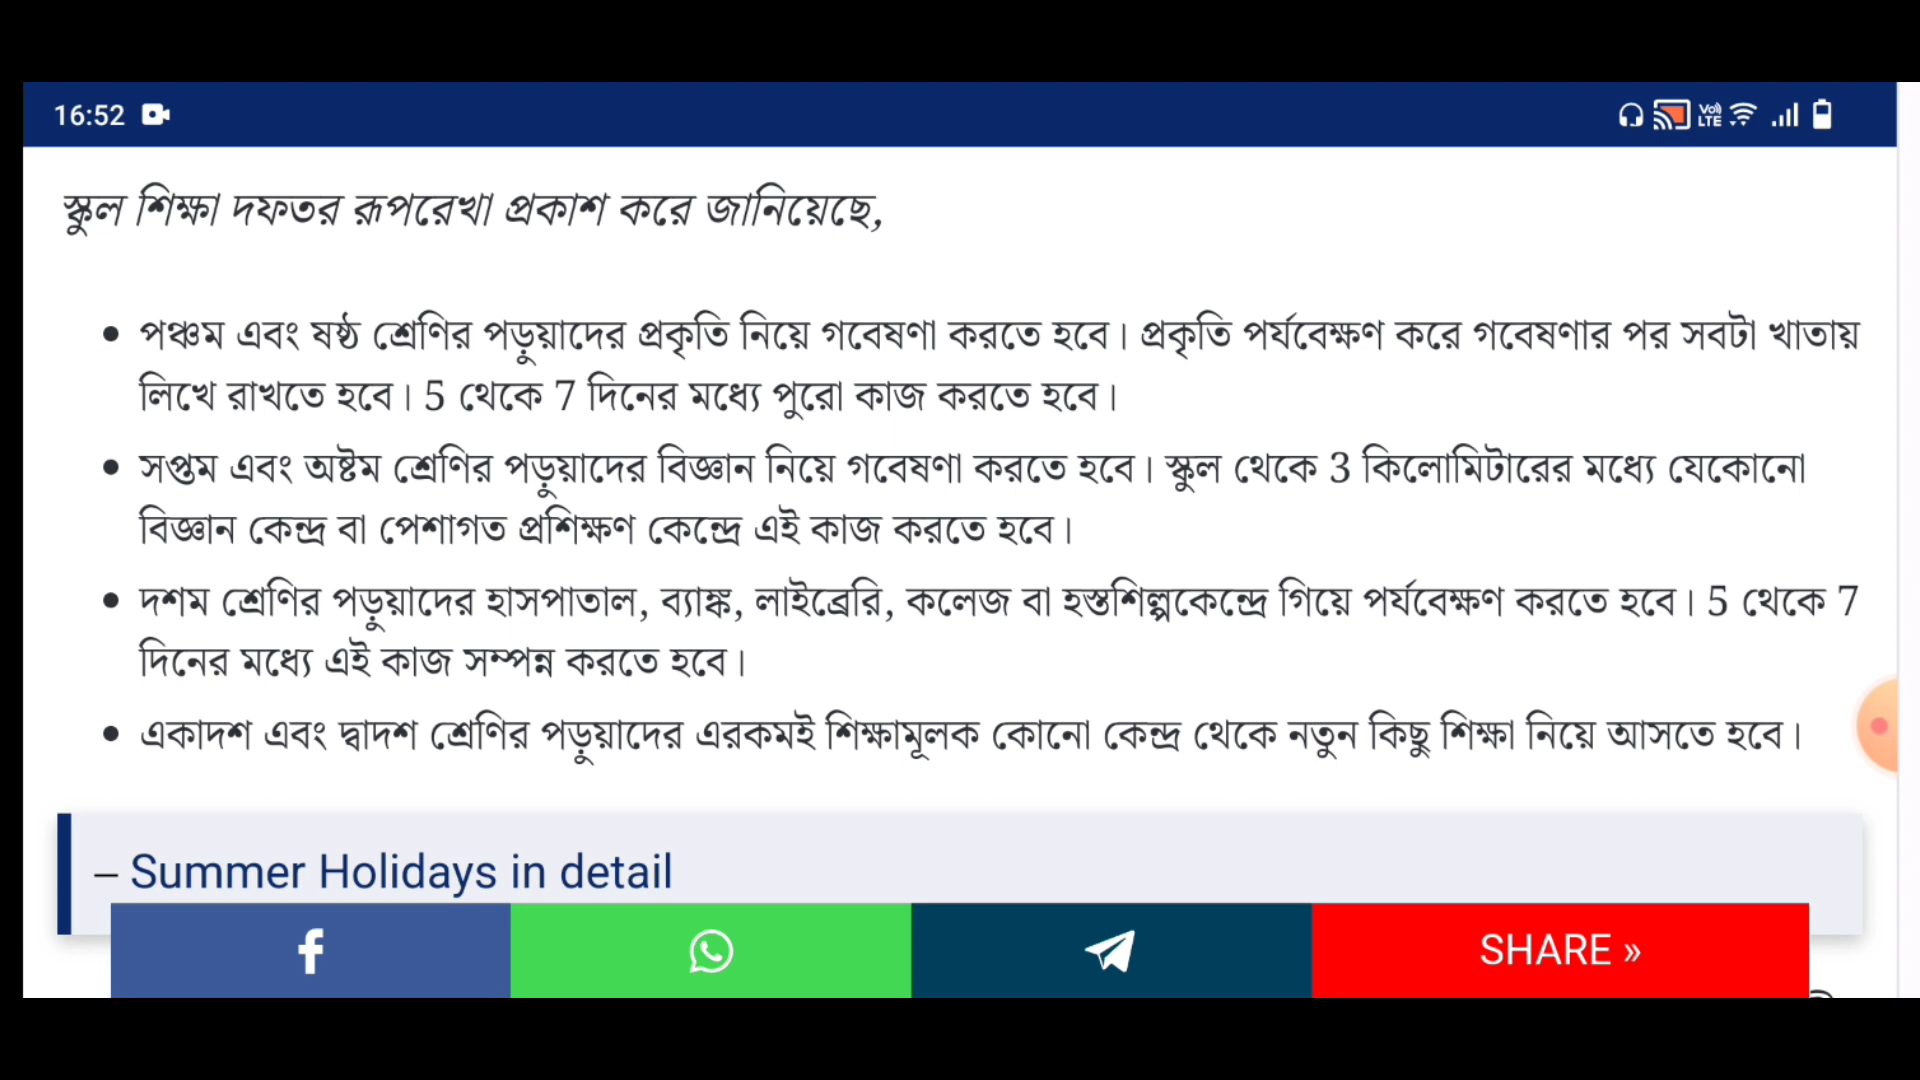 16:52
Vo) LTE
স্কুল শিক্ষা দফতর রূপরেখা প্রকাশ করে জানিয়েছে,
• পঞ্চম এবং ষষ্ঠ শ্রেণির পড়ুয়াদের প্রকৃতি নিয়ে গবেষণা করতে হবে। প্রকৃতি পর্যবেক্ষণ করে গবেষণার পর সবটা খাতায়
লিখে রাখতে হবে। 5 থেকে 7 দিনের মধ্যে পুরো কাজ করতে হবে।
• সপ্তম এবং অষ্টম শ্রেণির পড়ুয়াদের বিজ্ঞান নিয়ে গবেষণা করতে হবে। স্কুল থেকে 3 কিলোমিটারের মধ্যে যেকোনো
বিজ্ঞান কেন্দ্র বা পেশাগত প্রশিক্ষণ কেন্দ্রে এই কাজ করতে হবে।
• দশম শ্রেণির পড়ুয়াদের হাসপাতাল, ব্যাঙ্ক, লাইব্রেরি, কলেজ বা হস্তশিল্পকেন্দ্রে গিয়ে পর্যবেক্ষণ করতে হবে। 5 থেকে 7
দিনের মধ্যে এই কাজ সম্পন্ন করতে হবে।
• একাদশ এবং দ্বাদশ শ্রেণির পড়ুয়াদের এরকমই শিক্ষামূলক কোনো কেন্দ্র থেকে নতুন কিছু শিক্ষা নিয়ে আসতে হবে।
– Summer Holidays in detail
SHARE »